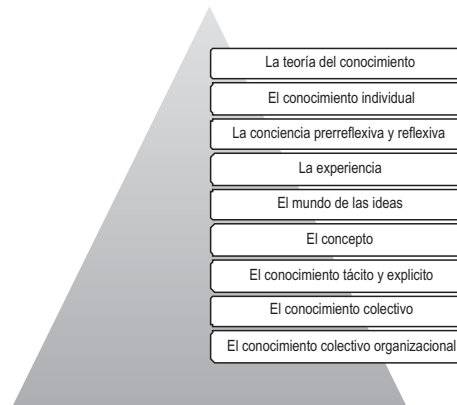 La teoría del conocimiento
El conocimiento individual
La conciencia prerreflexiva y reflexiva
La experiencia
El mundo de las ideas
El concepto
El conocimiento tácito y explicito
El conocimiento colectivo
El conocimiento colectivo organizacional